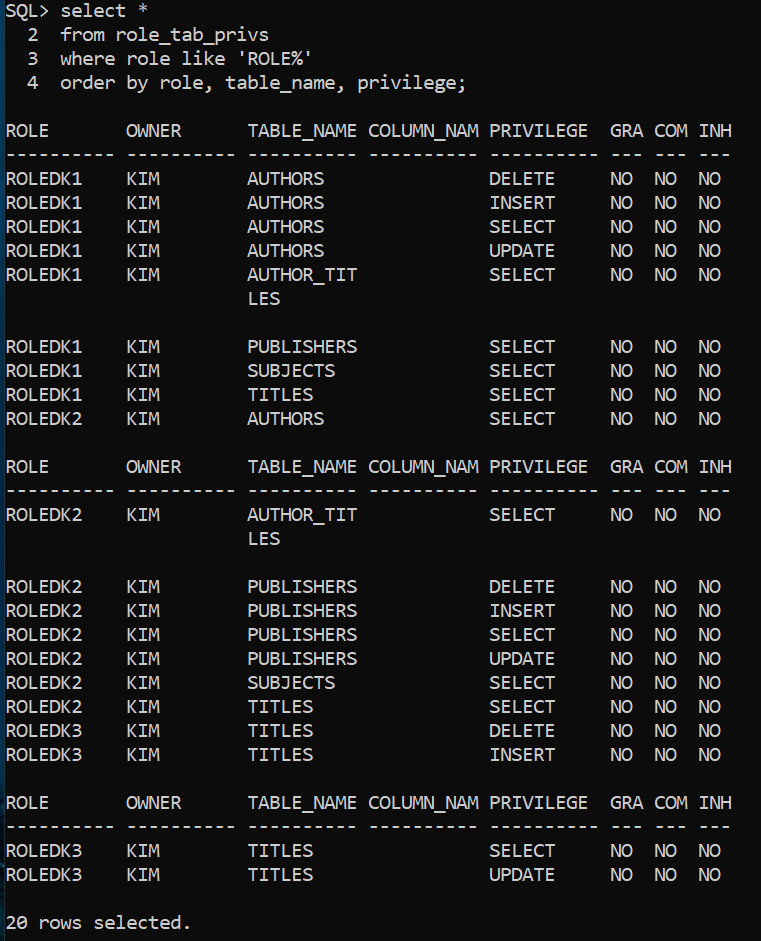 SQL> select *
  2  from role_tab_privs
  3  where role like 'ROLE%'
  4  order by role, table_name, privilege;

ROLE       OWNER      TABLE_NAME COLUMN_NAM PRIVILEGE  GRA COM INH
---------- ---------- ---------- ---------- ---------- --- --- ---
ROLEDK1    KIM        AUTHORS               DELETE     NO  NO  NO
ROLEDK1    KIM        AUTHORS               INSERT     NO  NO  NO
ROLEDK1    KIM        AUTHORS               SELECT     NO  NO  NO
ROLEDK1    KIM        AUTHORS               UPDATE     NO  NO  NO
ROLEDK1    KIM        AUTHOR_TIT            SELECT     NO  NO  NO
                      LES

ROLEDK1    KIM        PUBLISHERS            SELECT     NO  NO  NO
ROLEDK1    KIM        SUBJECTS              SELECT     NO  NO  NO
ROLEDK1    KIM        TITLES                SELECT     NO  NO  NO
ROLEDK2    KIM        AUTHORS               SELECT     NO  NO  NO

ROLE       OWNER      TABLE_NAME COLUMN_NAM PRIVILEGE  GRA COM INH
---------- ---------- ---------- ---------- ---------- --- --- ---
ROLEDK2    KIM        AUTHOR_TIT            SELECT     NO  NO  NO
                      LES

ROLEDK2    KIM        PUBLISHERS            DELETE     NO  NO  NO
ROLEDK2    KIM        PUBLISHERS            INSERT     NO  NO  NO
ROLEDK2    KIM        PUBLISHERS            SELECT     NO  NO  NO
ROLEDK2    KIM        PUBLISHERS            UPDATE     NO  NO  NO
ROLEDK2    KIM        SUBJECTS              SELECT     NO  NO  NO
ROLEDK2    KIM        TITLES                SELECT     NO  NO  NO
ROLEDK3    KIM        TITLES                DELETE     NO  NO  NO
ROLEDK3    KIM        TITLES                INSERT     NO  NO  NO

ROLE       OWNER      TABLE_NAME COLUMN_NAM PRIVILEGE  GRA COM INH
---------- ---------- ---------- ---------- ---------- --- --- ---
ROLEDK3    KIM        TITLES                SELECT     NO  NO  NO
ROLEDK3    KIM        TITLES                UPDATE     NO  NO  NO

20 rows selected.